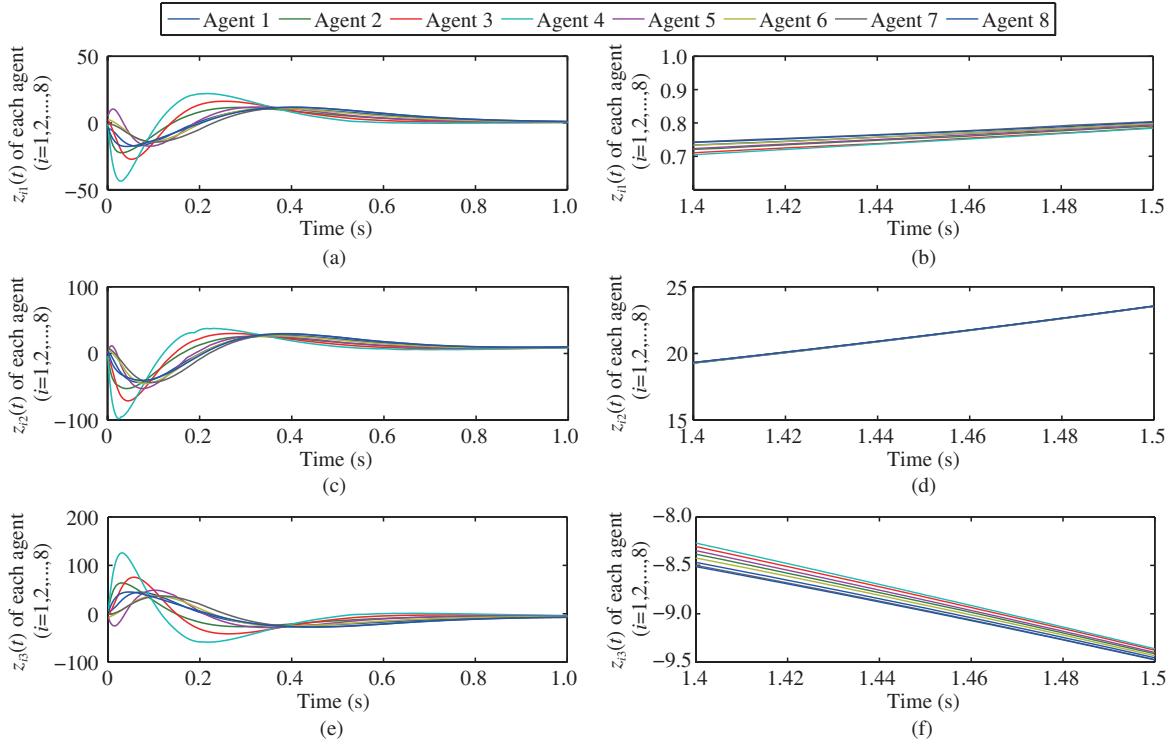 Agent 1 Agent 2 Agent 3 Agent 4 Agent 5 Agent 6 Agent 7 Agent 8
z_{i1}(t) of each agent
(i=1,2,...,8)
50
0
−50
0 0.2 0.4 0.6 0.8 1.0
Time (s)
(a)
z_{i1}(t) of each agent
(i=1,2,...,8)
1.0
0.9
0.8
0.7
1.4 1.42 1.44 1.46 1.48 1.5
Time (s)
(b)
z_{i2}(t) of each agent
(i=1,2,...,8)
100
0
−100
0 0.2 0.4 0.6 0.8 1.0
Time (s)
(c)
z_{i2}(t) of each agent
(i=1,2,...,8)
25
20
15
1.4 1.42 1.44 1.46 1.48 1.5
Time (s)
(d)
z_{i3}(t) of each agent
(i=1,2,...,8)
200
100
0
−100
0 0.2 0.4 0.6 0.8 1.0
Time (s)
(e)
z_{i3}(t) of each agent
(i=1,2,...,8)
−8.0
−8.5
−9.0
−9.5
1.4 1.42 1.44 1.46 1.48 1.5
Time (s)
(f)